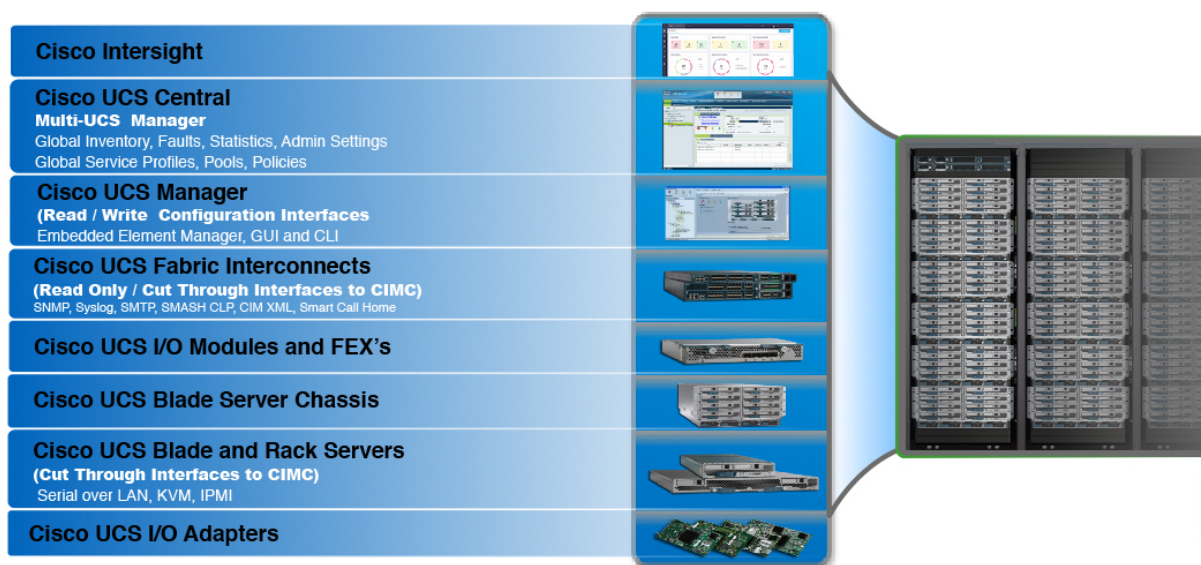 Cisco Intersight
Cisco UCS Central
Multi-UCS Manager
Global Inventory, Faults, Statistics, Admin Settings
Global Service Profiles, Pools, Policies
Cisco UCS Manager
(Read / Write Configuration Interfaces
Embedded Element Manager, GUI and CLI
Cisco UCS Fabric Interconnects
(Read Only / Cut Through Interfaces to CIMC)
SNMP, Syslog, SMTP, SMASH CLP, CIM XML, Smart Call Home
Cisco UCS I/O Modules and FEX's
Cisco UCS Blade Server Chassis
Cisco UCS Blade and Rack Servers
(Cut Through Interfaces to CIMC)
Serial over LAN, KVM, IPMI
Cisco UCS I/O Adapters